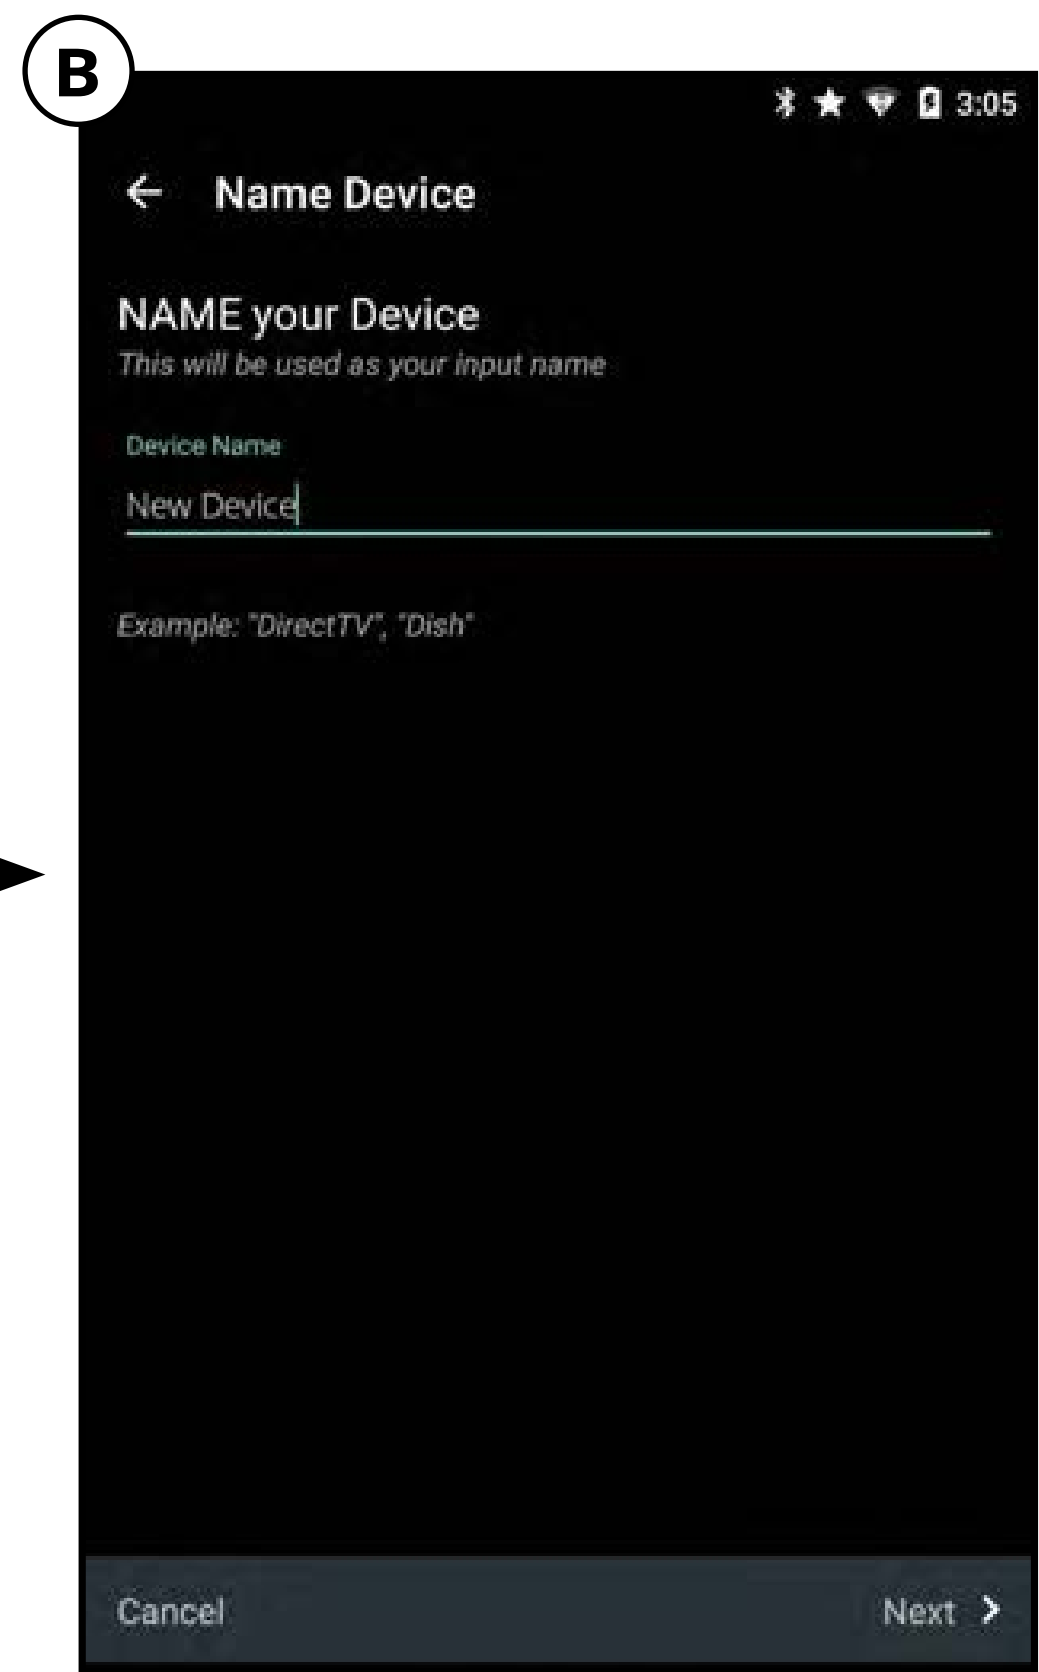 B
3:05
Name Device
NAME your Device
This will be used as your input name
Device Name
New Device
Example: "DirectTV", "Dish"
Cancel
Next